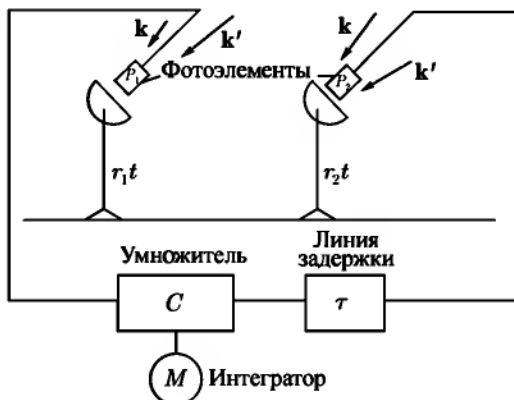 k k′ k k′
P₁ Фотоэлементы P₂
r₁t r₂t
Умножитель
Линия
задержки
C τ
M Интегратор